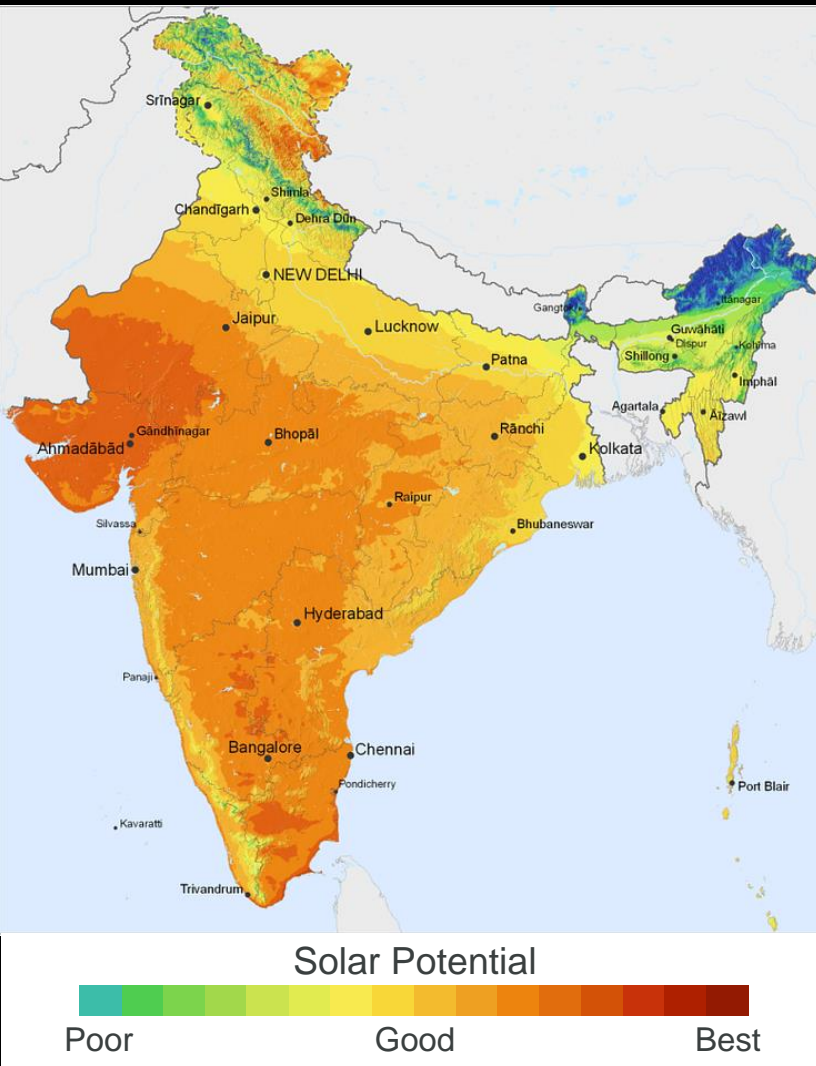 Srīnagar
Shimla
Chandīgarh
Dehra Dūn
NEW DELHI
Jaipur
Lucknow
Patna
Gangtok
Itānagar
Guwāhāti
Dispur
Shillong
Kohīma
Imphāl
Agartala
Āīzawl
Gāndhīnagar
Ahmadābād
Bhopāl
Rānchi
Kolkata
Raipur
Silvassa
Bhubaneswar
Mumbai
Hyderabad
Panaji
Bangalore
Chennai
Pondicherry
Port Blair
Kavaratti
Trivandrum
Solar Potential
Poor Good Best